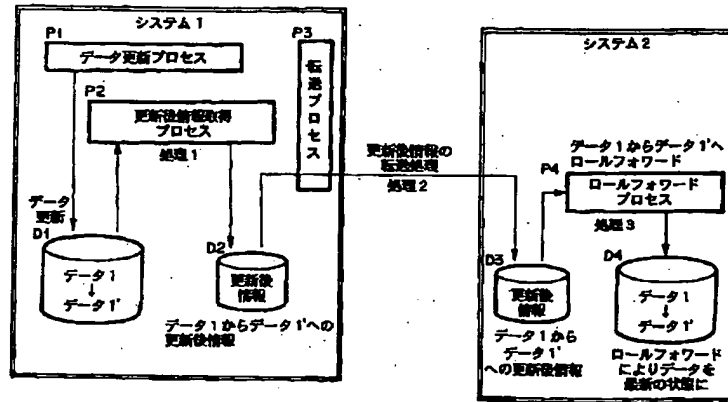 システム1
P1
データ更新プロセス
P2
更新後情報取得
プロセス
処理1
P3
転送プロセス
データ
更新
D1
データ1
↓
データ1'
D2
更新後
情報
データ1からデータ1'への
更新後情報
更新後情報の
転送処理
処理2
システム2
データ1からデータ1'へ
ロールフォワード
P4
ロールフォワード
プロセス
処理3
D3
更新後
情報
データ1から
データ1'
への更新後情報
D4
データ1
↓
データ1'
ロールフォワード
によりデータを
最新の状態に